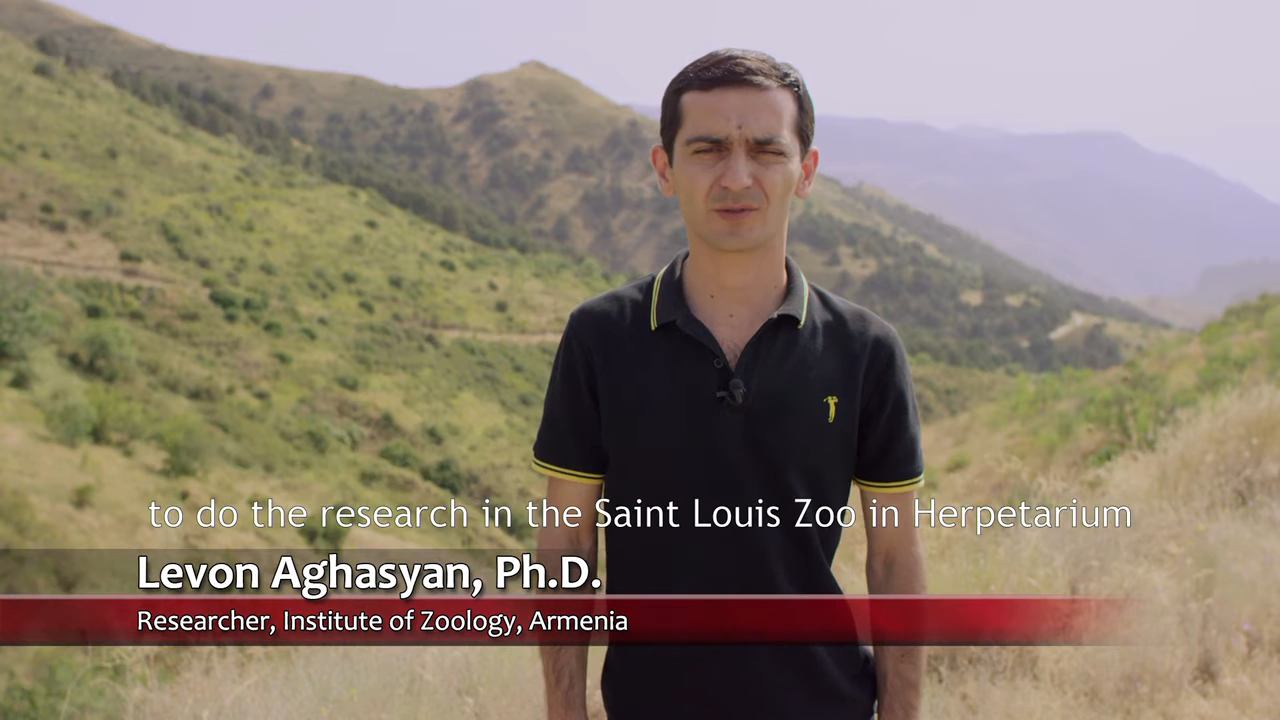 to do the research in the Saint Louis Zoo in Herpetarium
Levon Aghasyan, Ph.D.
Researcher, Institute of Zoology, Armenia